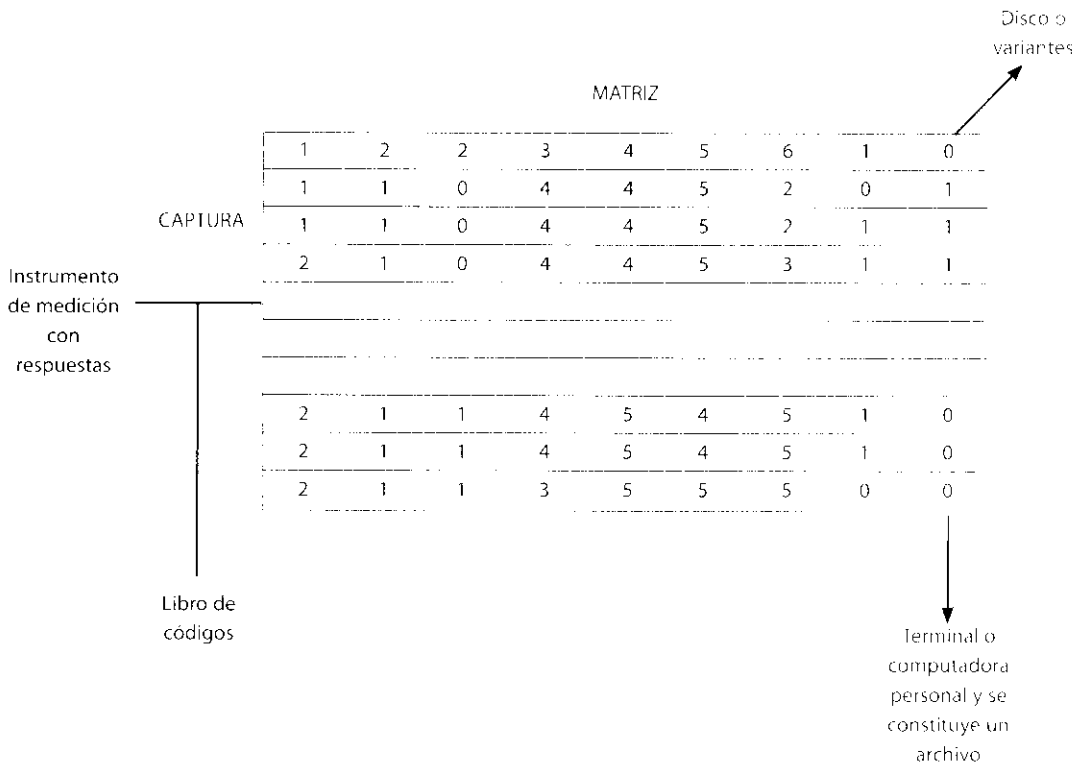 Disco o
variantes
MATRIZ
1 2 2 3 4 5 6 1 0
1 1 0 4 4 5 2 0 1
CAPTURA
1 1 0 4 4 5 2 1 1
2 1 0 4 4 5 3 1 1
Instrumento
de medición
con
respuestas
2 1 1 4 5 4 5 1 0
2 1 1 4 5 4 5 1 0
2 1 1 3 5 5 5 0 0
Libro de
códigos
Terminal o
computadora
personal y se
constituye un
archivo